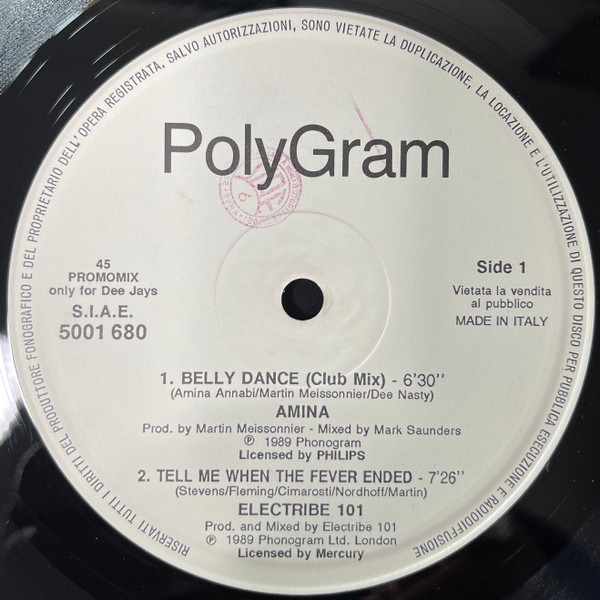 RISERVATI TUTTI I DIRITTI DEL PRODUTTORE FONOGRAFICO E DEL PROPRIETARIO DELL'OPERA REGISTRATA. SALVO AUTORIZZAZIONI, SONO VIETATE LA DUPLICAZIONE, LA LOCAZIONE E L'UTILIZZAZIONE DI QUESTO DISCO PER PUBBLICA ESECUZIONE E RADIODIFFUSIONE
PolyGram
45
PROMOMIX
only for Dee Jays
S.I.A.E.
5001 680
Side 1
Vietata la vendita
al pubblico
MADE IN ITALY
1. BELLY DANCE (Club Mix) - 6'30''
(Amina Annabi/Martin Meissonnier/Dee Nasty)
AMINA
Prod. by Martin Meissonnier - Mixed by Mark Saunders
℗ 1989 Phonogram
Licensed by PHILIPS
2. TELL ME WHEN THE FEVER ENDED - 7'26''
(Stevens/Fleming/Cimarosti/Nordhoff/Martin)
ELECTRIBE 101
Prod. and Mixed by Electribe 101
℗ 1989 Phonogram Ltd. London
Licensed by Mercury